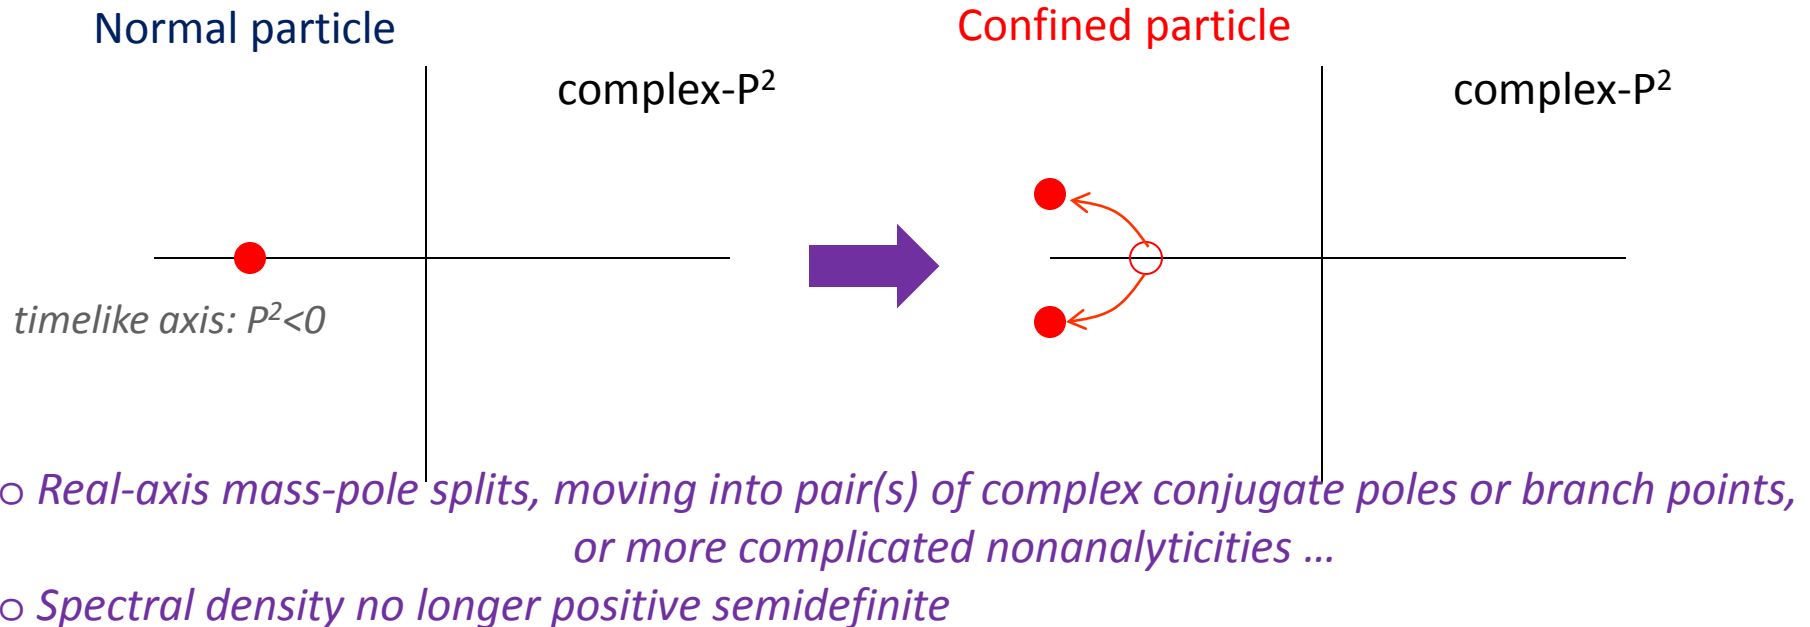 Normal particle
Confined particle
complex-P²
complex-P²
timelike axis: P²<0
o Real-axis mass-pole splits, moving into pair(s) of complex conjugate poles or branch points,
or more complicated nonanalyticities …
o Spectral density no longer positive semidefinite